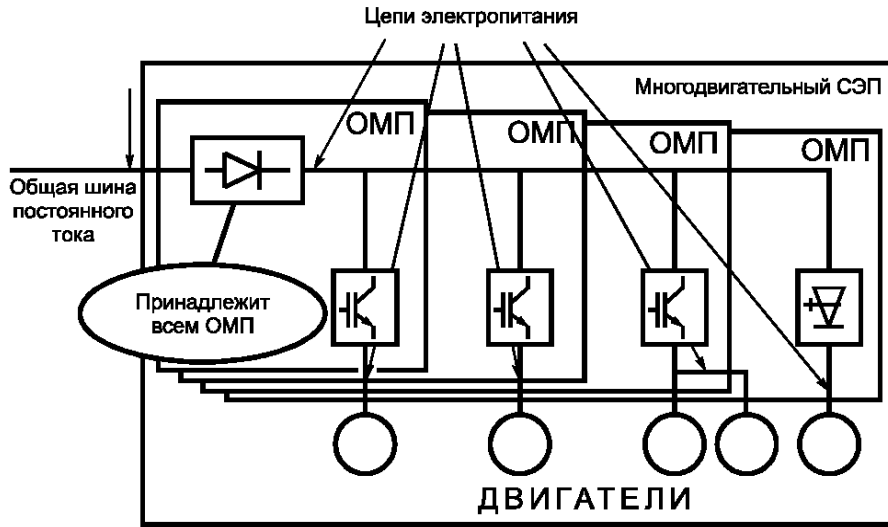 Цепи электропитания
Многодвигательный СЭП
ОМП
ОМП
ОМП
ОМП
Общая шина
постоянного
тока
Принадлежит
всем ОМП
ДВИГАТЕЛИ